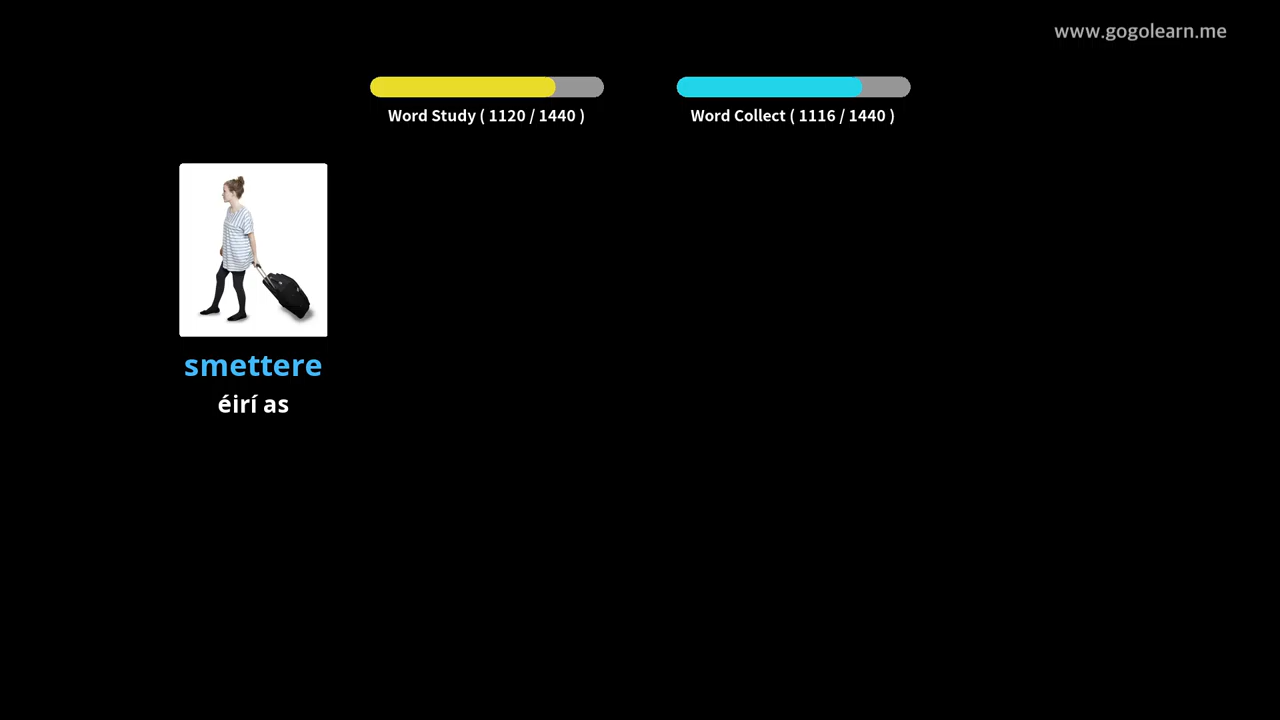 www.gogolearn.me
Word Study ( 1120 / 1440 )
Word Collect ( 1116 / 1440 )
smettere
éirí as